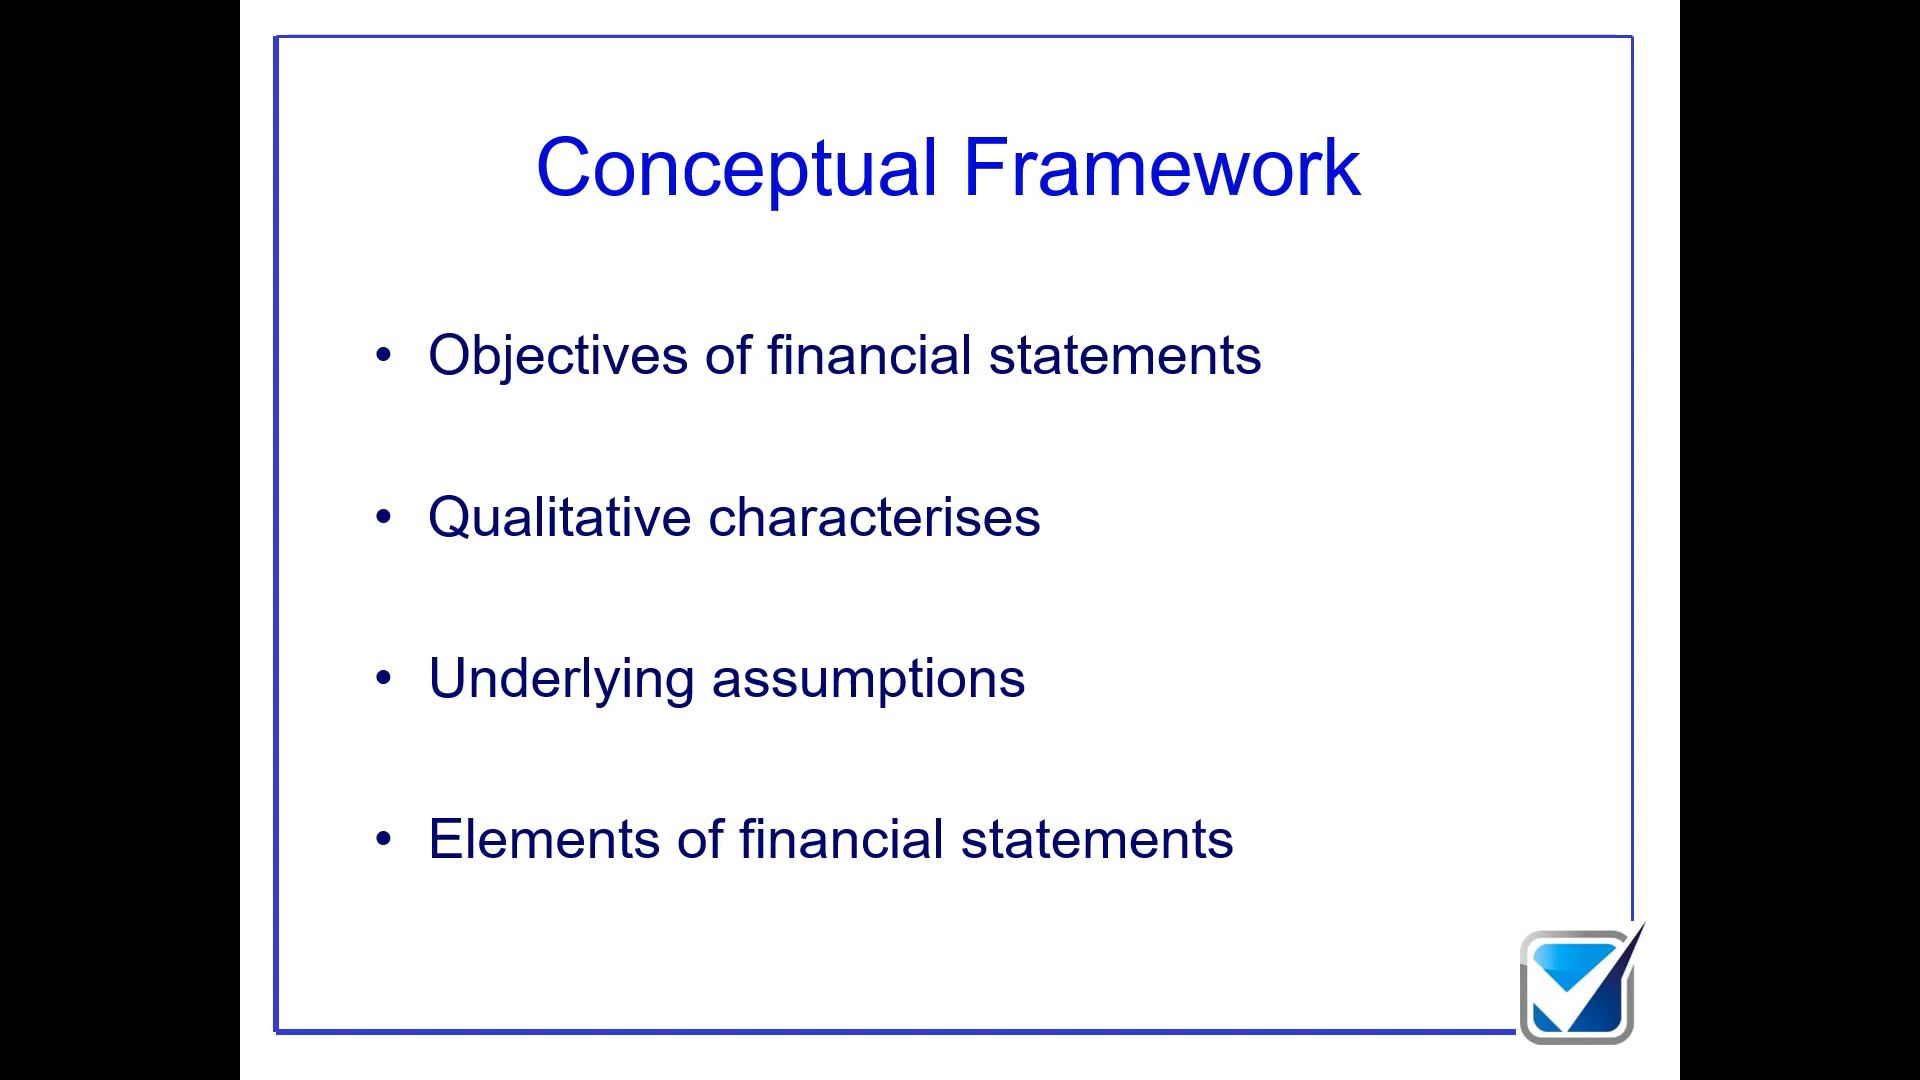 Conceptual Framework
• Objectives of financial statements
• Qualitative characterises
• Underlying assumptions
• Elements of financial statements